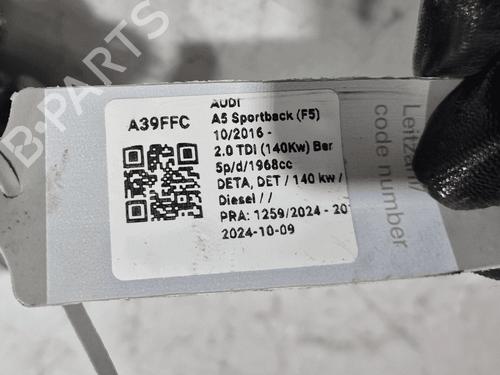 B-PARTS
A39FFC
AUDI
A5 Sportback (F5)
10/2016 -
2.0 TDI (140Kw) Bar
5p/d/1968cc
DETA, DET / 140 kw /
Diesel / /
PRA: 1259/2024 - 20
2024-10-09
Leitzahl/
code number